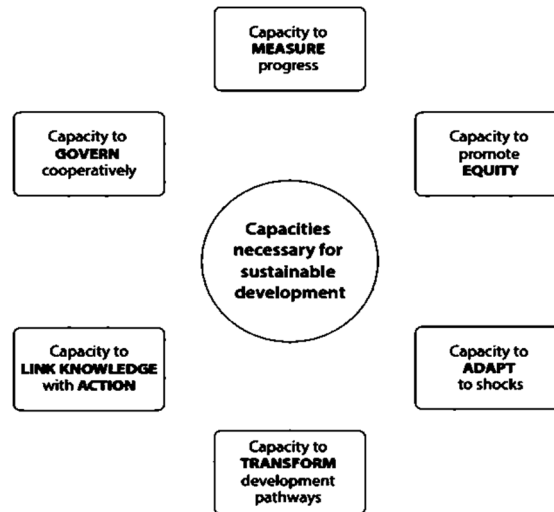 Capacity to
MEASURE
progress
Capacity to
GOVERN
cooperatively
Capacity to
promote
EQUITY
Capacities
necessary for
sustainable
development
Capacity to
LINK KNOWLEDGE
with ACTION
Capacity to
ADAPT
to shocks
Capacity to
TRANSFORM
development
pathways